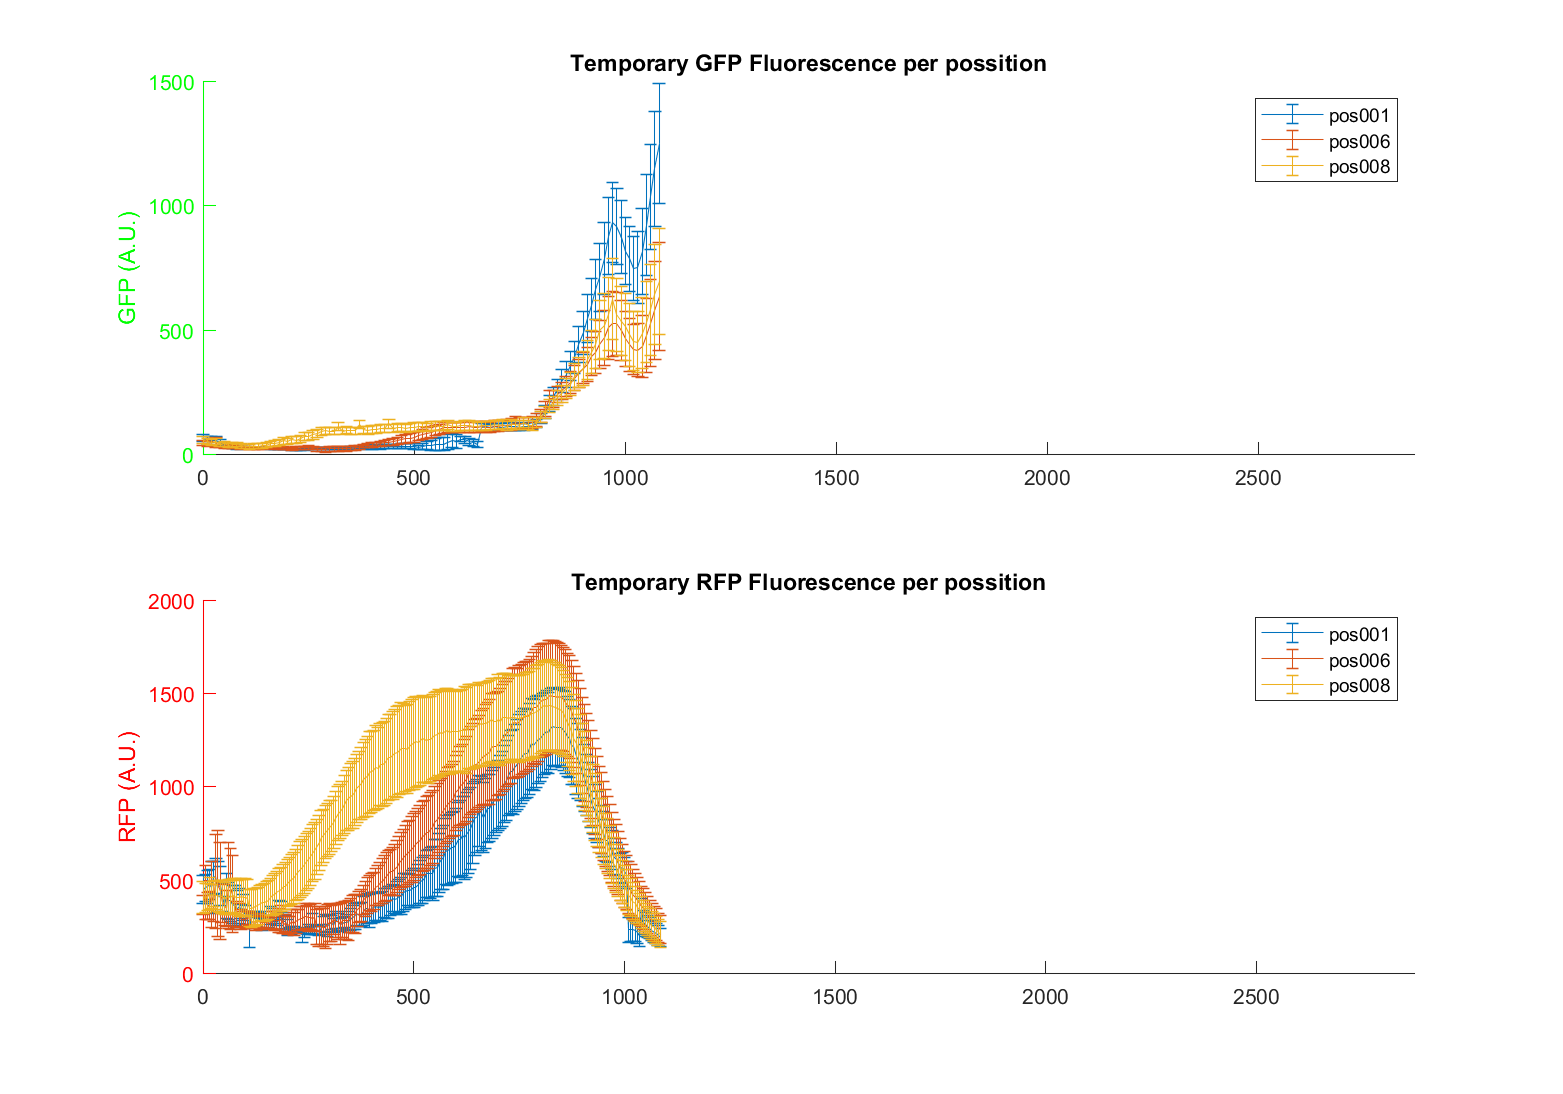 Temporary GFP Fluorescence per possition
1500
1000
500
0
GFP (A.U.)
0 500 1000 1500 2000 2500
pos001
pos006
pos008
Temporary RFP Fluorescence per possition
2000
1500
1000
500
0
RFP (A.U.)
0 500 1000 1500 2000 2500
pos001
pos006
pos008